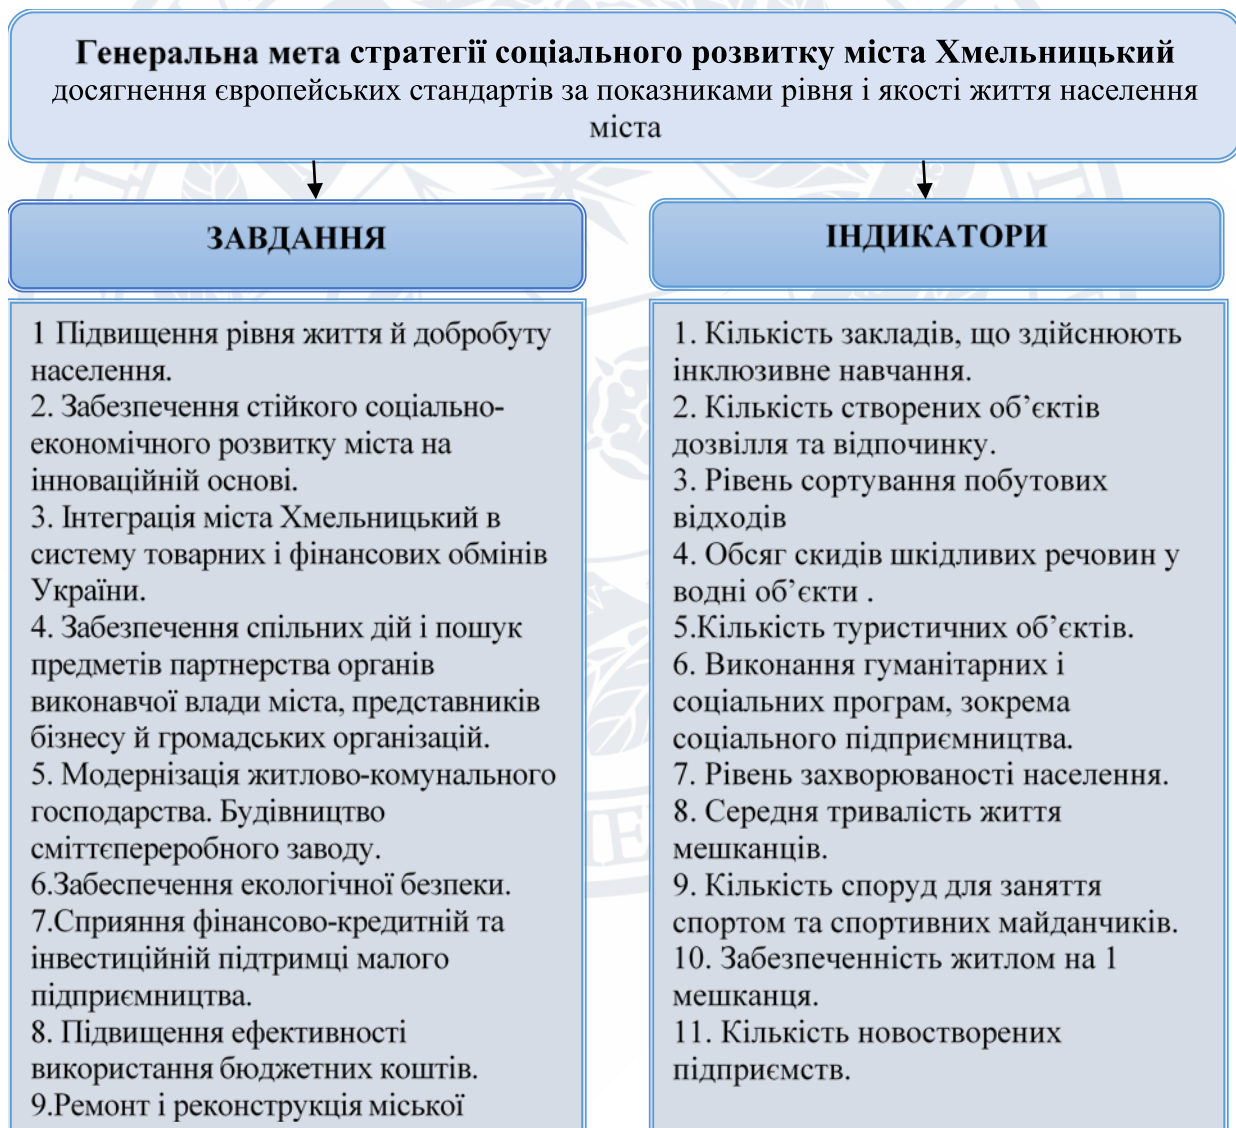 Генеральна мета стратегії соціального розвитку міста Хмельницький
досягнення європейських стандартів за показниками рівня і якості життя населення
міста
ЗАВДАННЯ
1 Підвищення рівня життя й добробуту
населення.
2. Забезпечення стійкого соціально-
економічного розвитку міста на
інноваційній основі.
3. Інтеграція міста Хмельницький в
систему товарних і фінансових обмінів
України.
4. Забезпечення спільних дій і пошук
предметів партнерства органів
виконавчої влади міста, представників
бізнесу й громадських організацій.
5. Модернізація житлово-комунального
господарства. Будівництво
сміттєпереробного заводу.
6.Забеспечення екологічної безпеки.
7.Сприяння фінансово-кредитній та
інвестиційній підтримці малого
підприємництва.
8. Підвищення ефективності
використання бюджетних коштів.
9.Ремонт і реконструкція міської
ІНДИКАТОРИ
1. Кількість закладів, що здійснюють
інклюзивне навчання.
2. Кількість створених об’єктів
дозвілля та відпочинку.
3. Рівень сортування побутових
відходів
4. Обсяг скидів шкідливих речовин у
водні об’єкти .
5.Кількість туристичних об’єктів.
6. Виконання гуманітарних і
соціальних програм, зокрема
соціального підприємництва.
7. Рівень захворюваності населення.
8. Середня тривалість життя
мешканців.
9. Кількість споруд для заняття
спортом та спортивних майданчиків.
10. Забезпеченність житлом на 1
мешканця.
11. Кількість новостворених
підприємств.